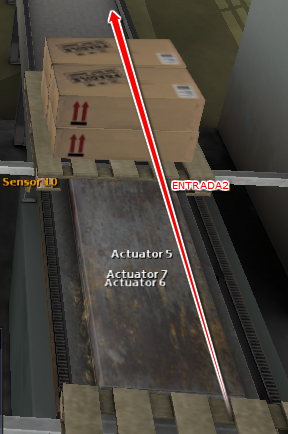 Sensor 10
ENTRADA2
Actuator 5
Actuator 7
Actuator 6